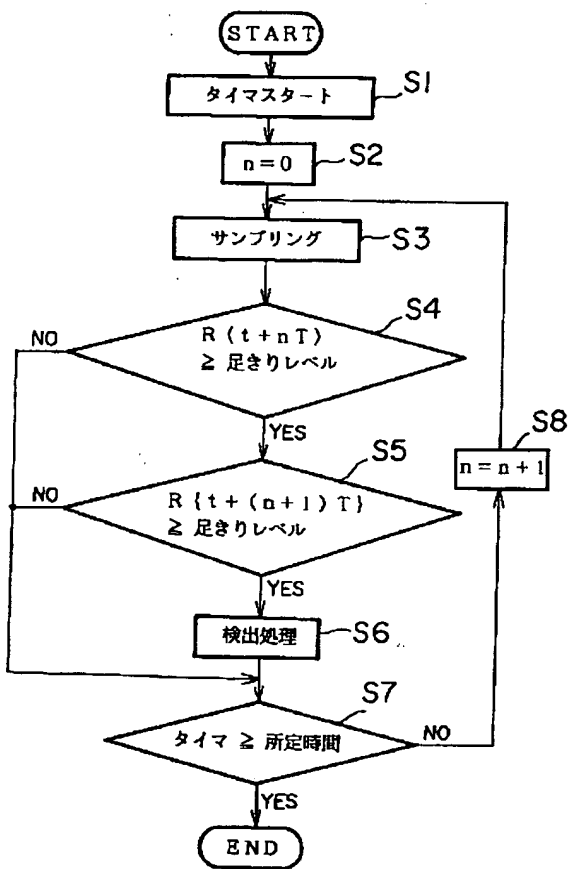 START
タイマスタート
S1
n=0
S2
サンプリング
S3
R(t+nT)
≧ 足きりレベル
S4
NO
YES
R{t+(n+1)T}
≧ 足きりレベル
S5
NO
YES
n=n+1
S8
検出処理
S6
タイマ ≧ 所定時間
S7
NO
YES
END